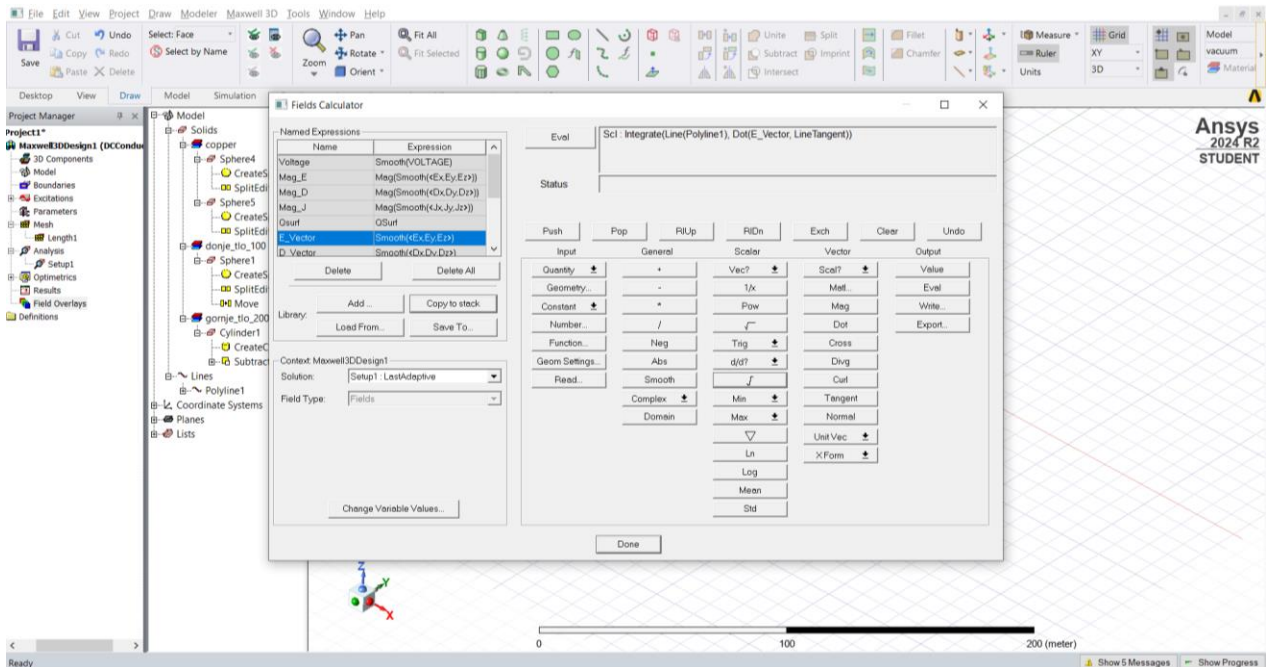 File Edit View Project Draw Modeler Maxwell 3D Tools Window Help
Save
Cut Undo
Copy Redo
Paste Delete
Select: Face
Select by Name
Zoom
Pan
Rotate
Orient
Fit All
Fit Selected
Unite
Subtract
Intersect
Split
Imprint
Fillet
Chamfer
Measure
Ruler
Units
Grid
XY
3D
Model
vacuum
Material
Desktop View Draw Model Simulation
Project Manager
Project1*
Maxwell3DDesign1 (DCCondu
3D Components
Model
Boundaries
Excitations
Parameters
Mesh
Length1
Analysis
Setup1
Optimetrics
Results
Field Overlays
Definitions
Model
Solids
copper
Sphere4
CreateS
SplitEdi
Sphere5
CreateS
SplitEdi
donje_tlo_100
Sphere1
CreateS
SplitEdi
Move
gornje_tlo_200
Cylinder1
CreateC
Subtrac
Lines
Polyline1
Coordinate Systems
Planes
Lists
Fields Calculator
Named Expressions
Name Expression
Voltage Smooth(VOLTAGE)
Mag_E Mag(Smooth(<Ex,Ey,Ez>))
Mag_D Mag(Smooth(<Dx,Dy,Dz>))
Mag_J Mag(Smooth(<Jx,Jy,Jz>))
Qsurf QSurf
E_Vector Smooth(<Ex,Ey,Ez>)
D_Vector Smooth(<Dx,Dy,Dz>)
Delete Delete All
Library:
Add... Copy to stack
Load From... Save To...
Context: Maxwell3DDesign1
Solution: Setup1 : LastAdaptive
Field Type: Fields
Change Variable Values...
Eval
Scl : Integrate(Line(Polyline1), Dot(E_Vector, LineTangent))
Status
Push Pop RlUp RlDn Exch Clear Undo
Input General Scalar Vector Output
Quantity + Vec? Scal? Value
Geometry... - 1/x Matl... Eval
Constant * Pow Mag Write...
Number... / √ Dot Export...
Function... Neg Trig Cross
Geom Settings... Abs d/d? Divg
Read... Smooth ∫ Curl
Complex Min Tangent
Domain Max Normal
▽ Unit Vec
Ln XForm
Log
Mean
Std
Done
Ansys
2024 R2
STUDENT
Z
Y
X
0 100 200 (meter)
Ready
Show 5 Messages Show Progress